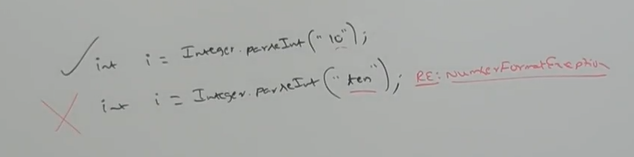 int i = Integer.parseInt("10");
int i = Integer.parseInt("ten"); RE: NumberFormatException